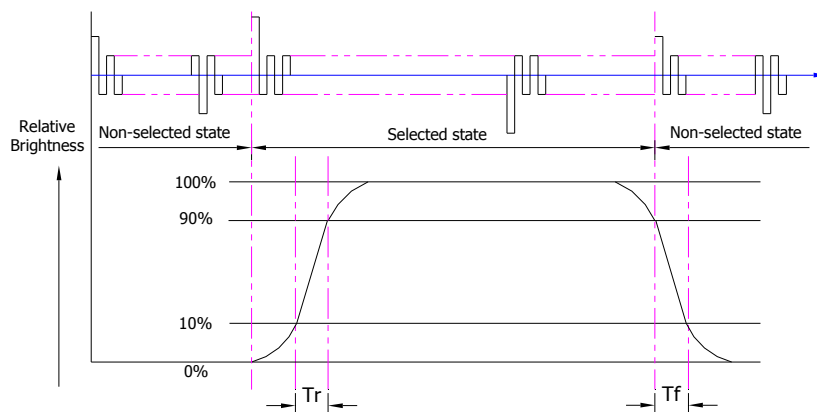 Relative
Brightness
Non-selected state
Selected state
Non-selected state
100%
90%
10%
0%
Tr
Tf